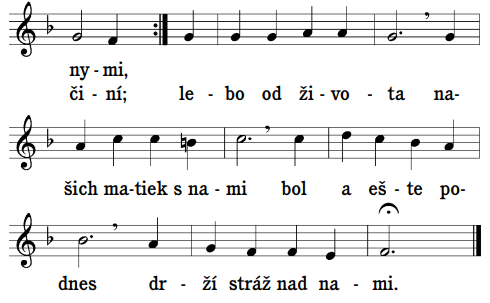 ny - mi,
či - ní; le - bo od ži - vo - ta na-
šich ma - tiek s na - mi bol a eš - te po-
dnes dr - ží stráž nad na - mi.